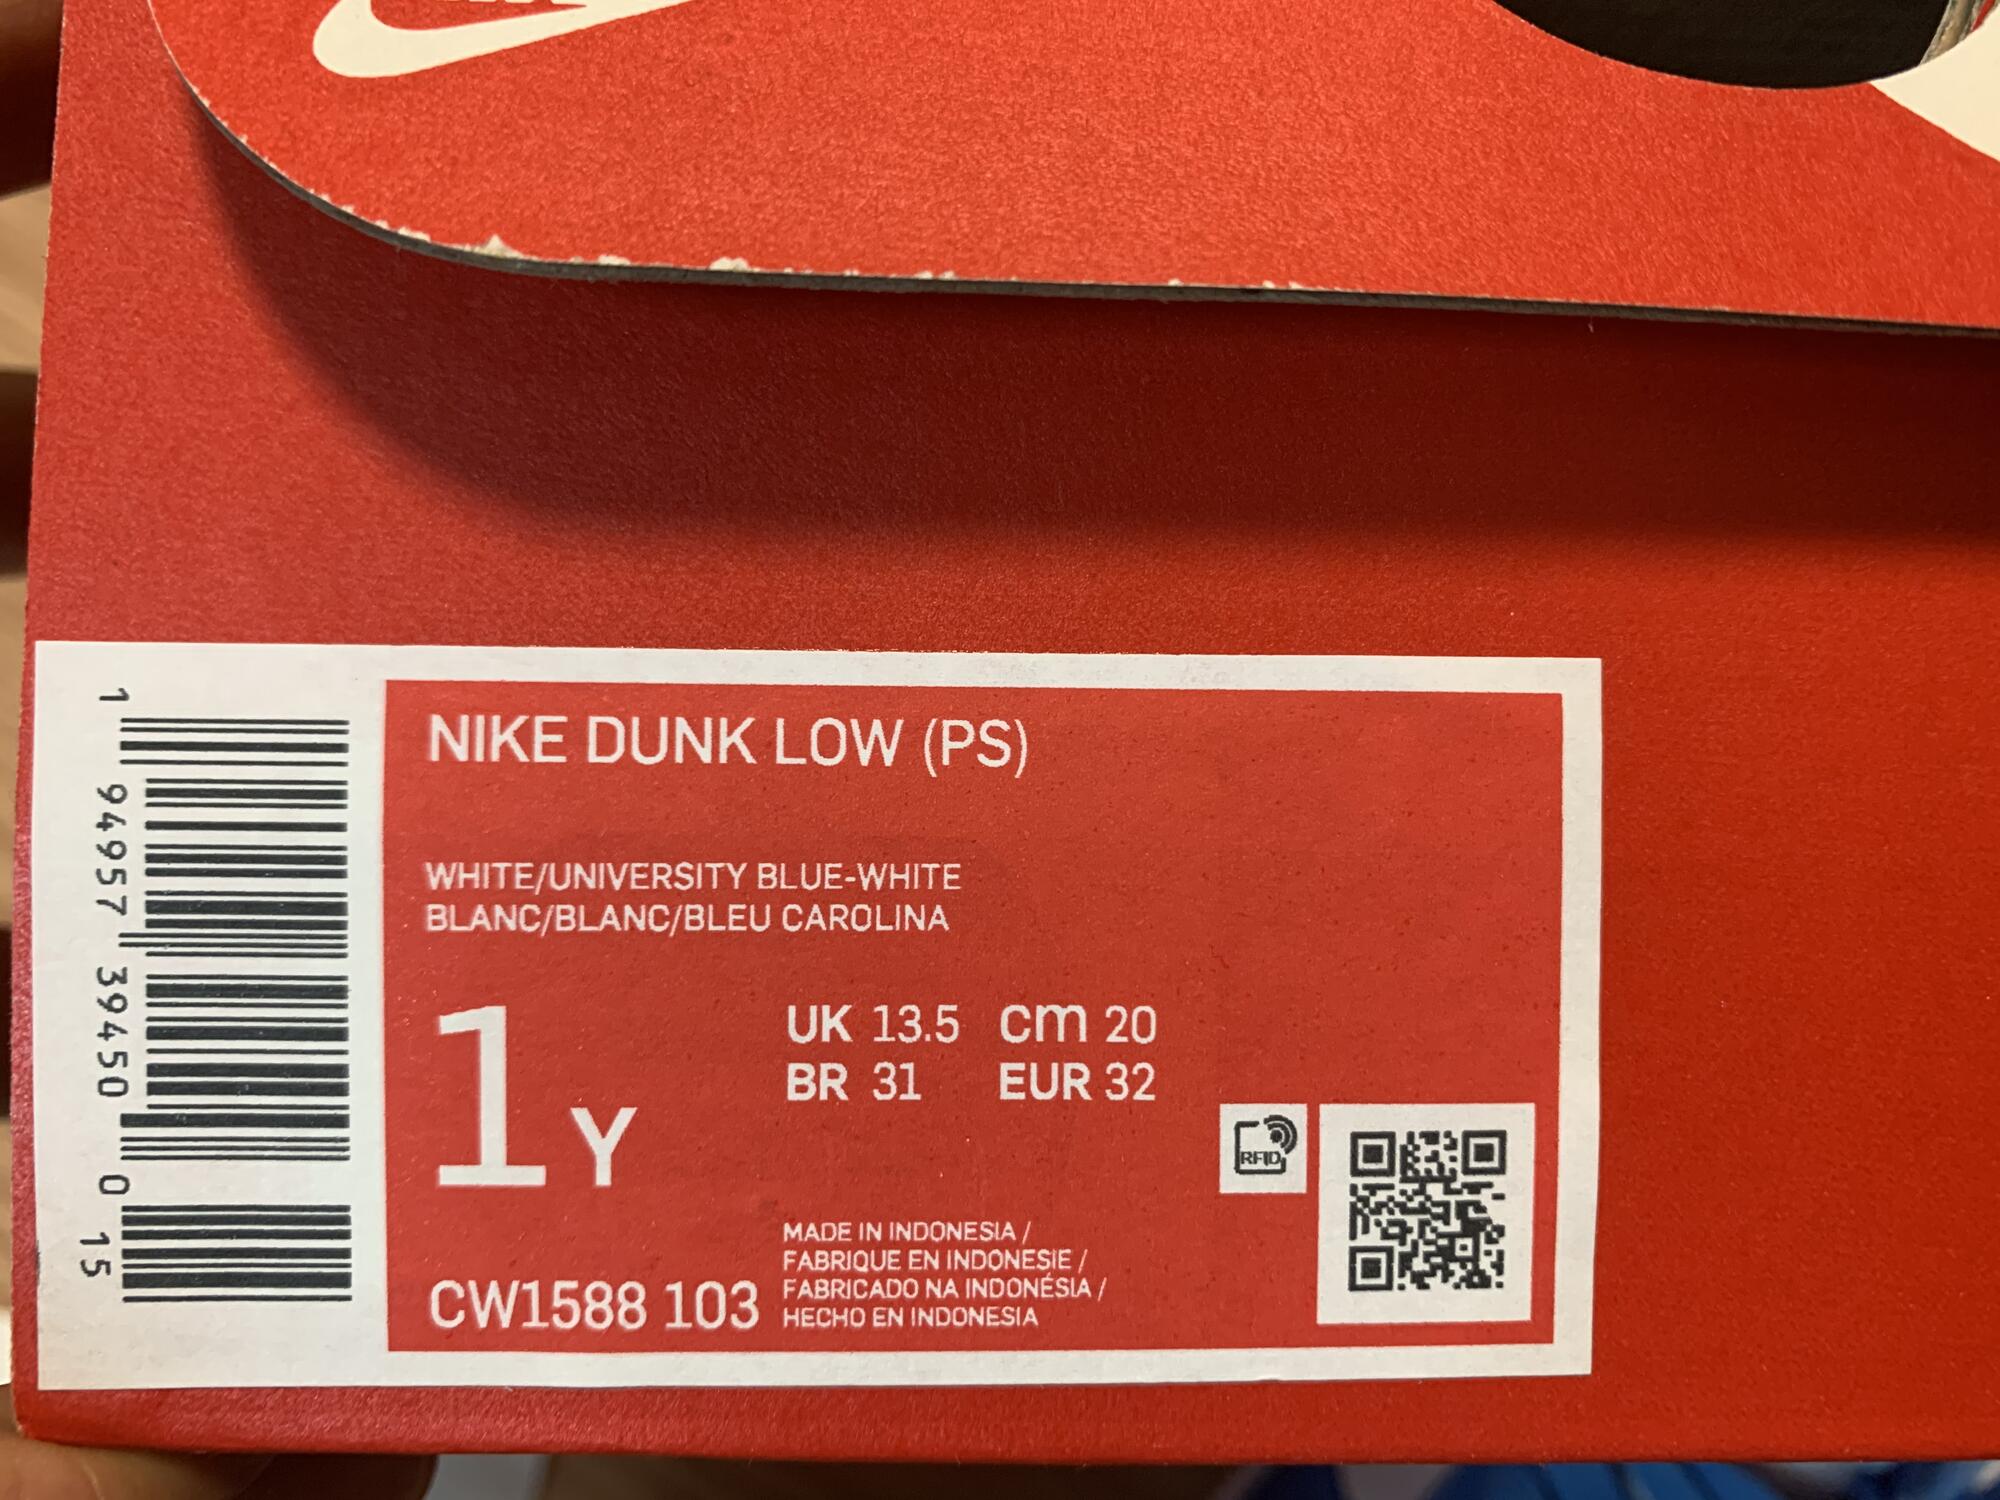 1 94957 39450 0 15
NIKE DUNK LOW (PS)
WHITE/UNIVERSITY BLUE-WHITE
BLANC/BLANC/BLEU CAROLINA
1Y
UK 13.5 cm 20
BR 31 EUR 32
RFID
CW1588 103
MADE IN INDONESIA /
FABRIQUE EN INDONESIE /
FABRICADO NA INDONÉSIA /
HECHO EN INDONESIA